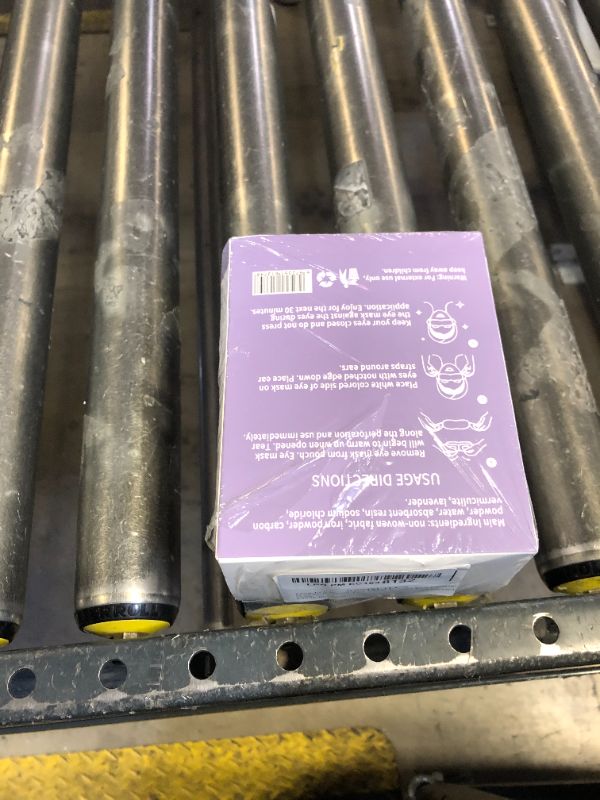 Main Ingredients: non-woven fabric, iron powder, carbon
powder, water, absorbent resin, sodium chloride,
vermiculite, lavender.
USAGE DIRECTIONS
Remove eye mask from pouch. Eye mask
will begin to warm up when opened. Tear
along the perforation and use immediately.
Place white colored side of eye mask on
eyes with notched edge down. Place ear
straps around ears.
Keep your eyes closed and do not press
the eye mask against the eyes during
application. Enjoy for the next 30 minutes.
Warning: For external use only,
keep away from children.